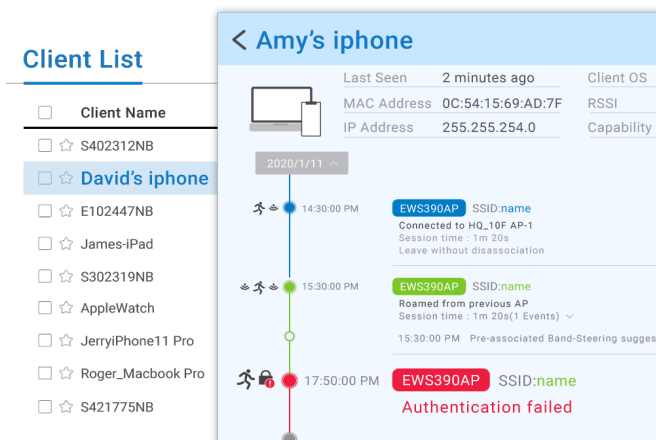 Client List
Client Name
S402312NB
David's iphone
E102447NB
James-iPad
S302319NB
AppleWatch
JerryiPhone11 Pro
Roger_Macbook Pro
S421775NB
Amy's iphone
Last Seen 2 minutes ago Client OS
MAC Address 0C:54:15:69:AD:7F RSSI
IP Address 255.255.254.0 Capability
2020/1/11
14:30:00 PM EWS390AP SSID:name
Connected to HQ_10F AP-1
Session time : 1m 20s
Leave without disassociation
15:30:00 PM EWS390AP SSID:name
Roamed from previous AP
Session time : 1m 20s(1 Events)
15:30:00 PM Pre-associated Band-Steering sugges
17:50:00 PM EWS390AP SSID:name
Authentication failed